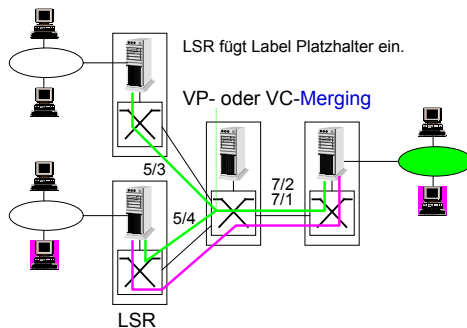 LSR fügt Label Platzhalter ein.
VP- oder VC-Merging
5/3
7/2
7/1
5/4
LSR